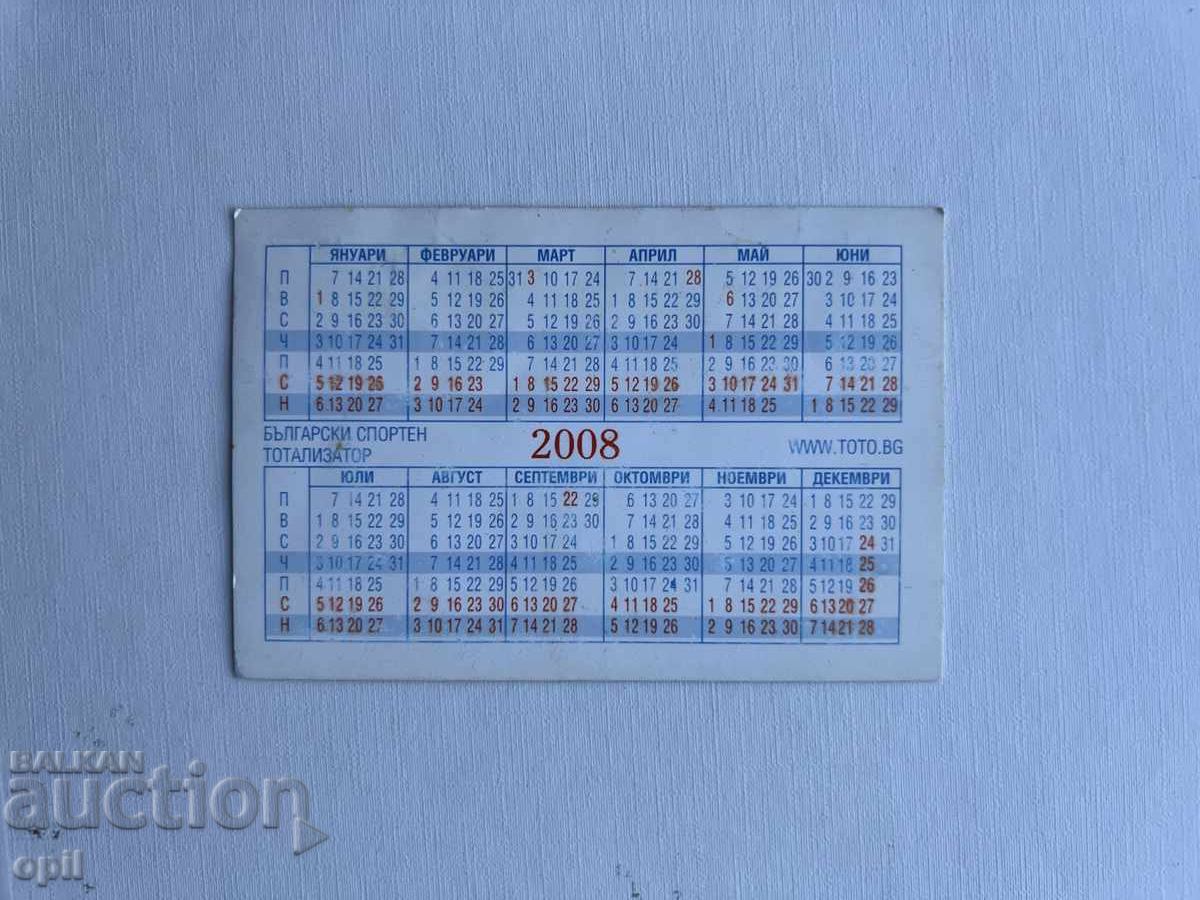 ЯНУАРИ ФЕВРУАРИ МАРТ АПРИЛ МАЙ ЮНИ
П 7 14 21 28 4 11 18 25 31 3 10 17 24 7 14 21 28 5 12 19 26 30 2 9 16 23
В 1 8 15 22 29 5 12 19 26 4 11 18 25 1 8 15 22 29 6 13 20 27 3 10 17 24
С 2 9 16 23 30 6 13 20 27 5 12 19 26 2 9 16 23 30 7 14 21 28 4 11 18 25
Ч 3 10 17 24 31 7 14 21 28 6 13 20 27 3 10 17 24 1 8 15 22 29 5 12 19 26
П 4 11 18 25 1 8 15 22 29 7 14 21 28 4 11 18 25 2 9 16 23 30 6 13 20 27
С 5 12 19 26 2 9 16 23 1 8 15 22 29 5 12 19 26 3 10 17 24 31 7 14 21 28
Н 6 13 20 27 3 10 17 24 2 9 16 23 30 6 13 20 27 4 11 18 25 1 8 15 22 29
БЪЛГАРСКИ СПОРТЕН
ТОТАЛИЗАТОР
2008
WWW.TOTO.BG
ЮЛИ АВГУСТ СЕПТЕМВРИ ОКТОМВРИ НОЕМВРИ ДЕКЕМВРИ
П 7 14 21 28 4 11 18 25 1 8 15 22 29 6 13 20 27 3 10 17 24 1 8 15 22 29
В 1 8 15 22 29 5 12 19 26 2 9 16 23 30 7 14 21 28 4 11 18 25 2 9 16 23 30
С 2 9 16 23 30 6 13 20 27 3 10 17 24 1 8 15 22 29 5 12 19 26 3 10 17 24 31
Ч 3 10 17 24 31 7 14 21 28 4 11 18 25 2 9 16 23 30 6 13 20 27 4 11 18 25
П 4 11 18 25 1 8 15 22 29 5 12 19 26 3 10 17 24 31 7 14 21 28 5 12 19 26
С 5 12 19 26 2 9 16 23 30 6 13 20 27 4 11 18 25 1 8 15 22 29 6 13 20 27
Н 6 13 20 27 3 10 17 24 31 7 14 21 28 5 12 19 26 2 9 16 23 30 7 14 21 28
BALKAN
auction
opil